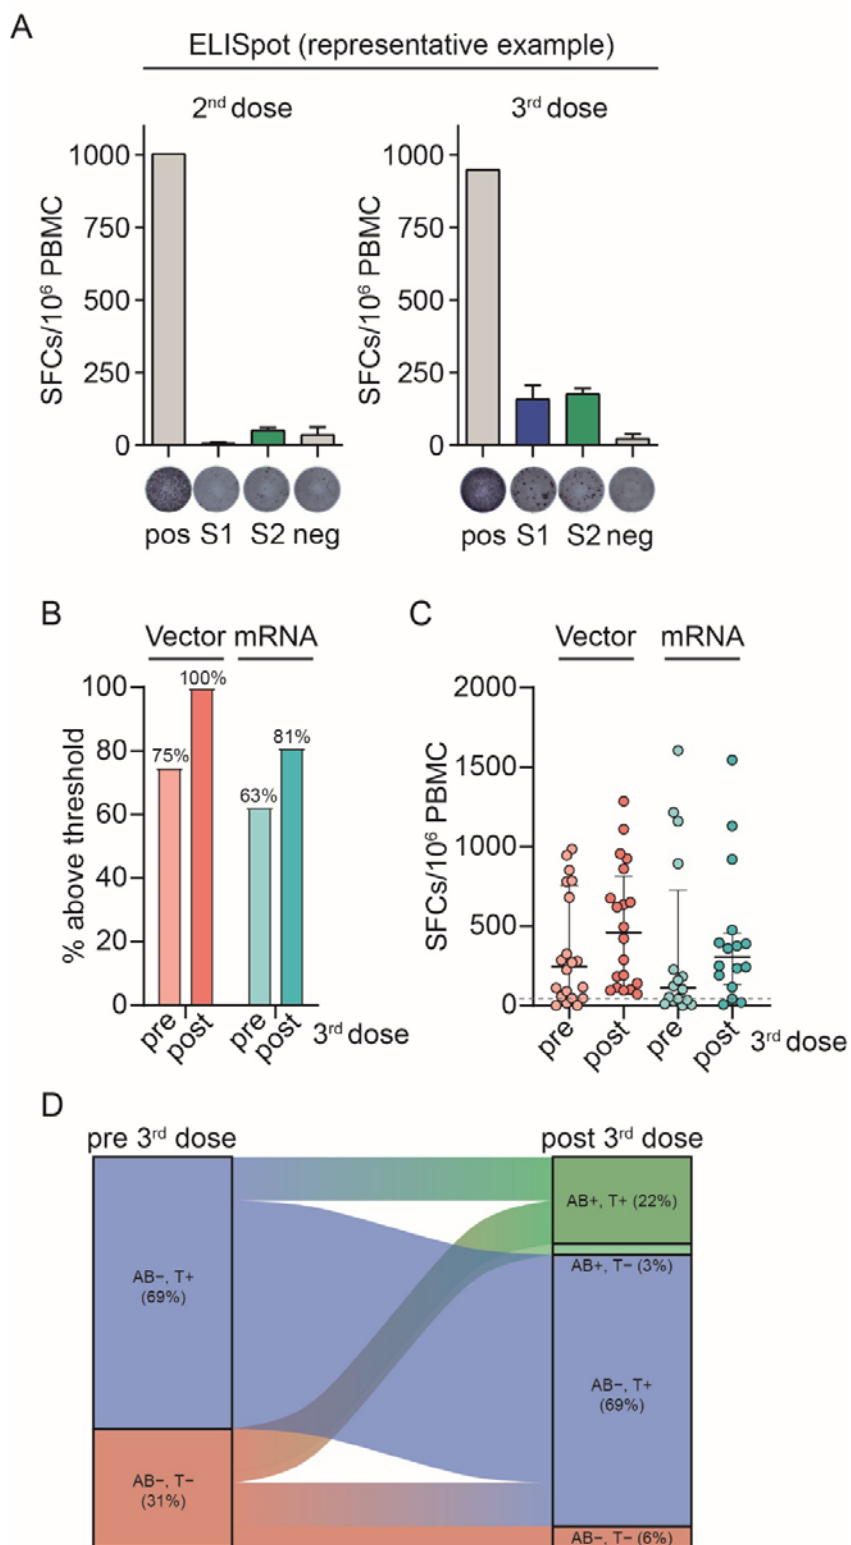 A
ELISpot (representative example)
2nd dose
3rd dose
SFCs/10⁶ PBMC
1000
750
500
250
0
pos S1 S2 neg
SFCs/10⁶ PBMC
1000
750
500
250
0
pos S1 S2 neg
B
Vector mRNA
% above threshold
100
80
60
40
20
0
75%
100%
63%
81%
pre post pre post 3rd dose
C
Vector mRNA
SFCs/10⁶ PBMC
2000
1500
1000
500
0
pre post pre post 3rd dose
D
pre 3rd dose
post 3rd dose
AB−, T+
(69%)
AB−, T−
(31%)
AB+, T+ (22%)
AB+, T− (3%)
AB−, T+
(69%)
AB−, T− (6%)